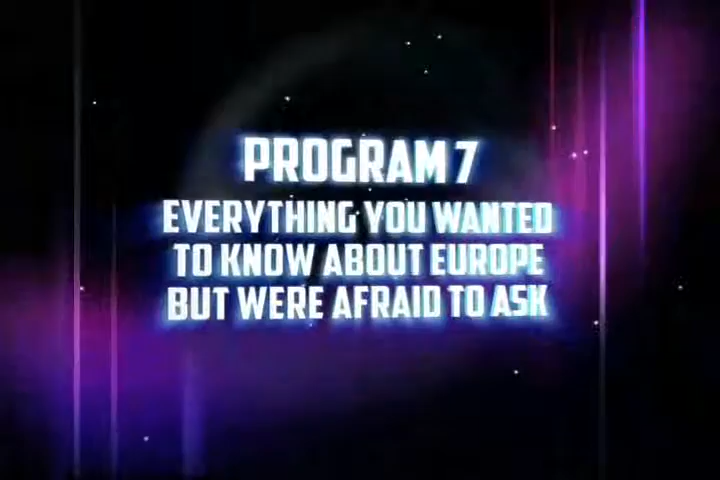 PROGRAM 7
EVERYTHING YOU WANTED
TO KNOW ABOUT EUROPE
BUT WERE AFRAID TO ASK